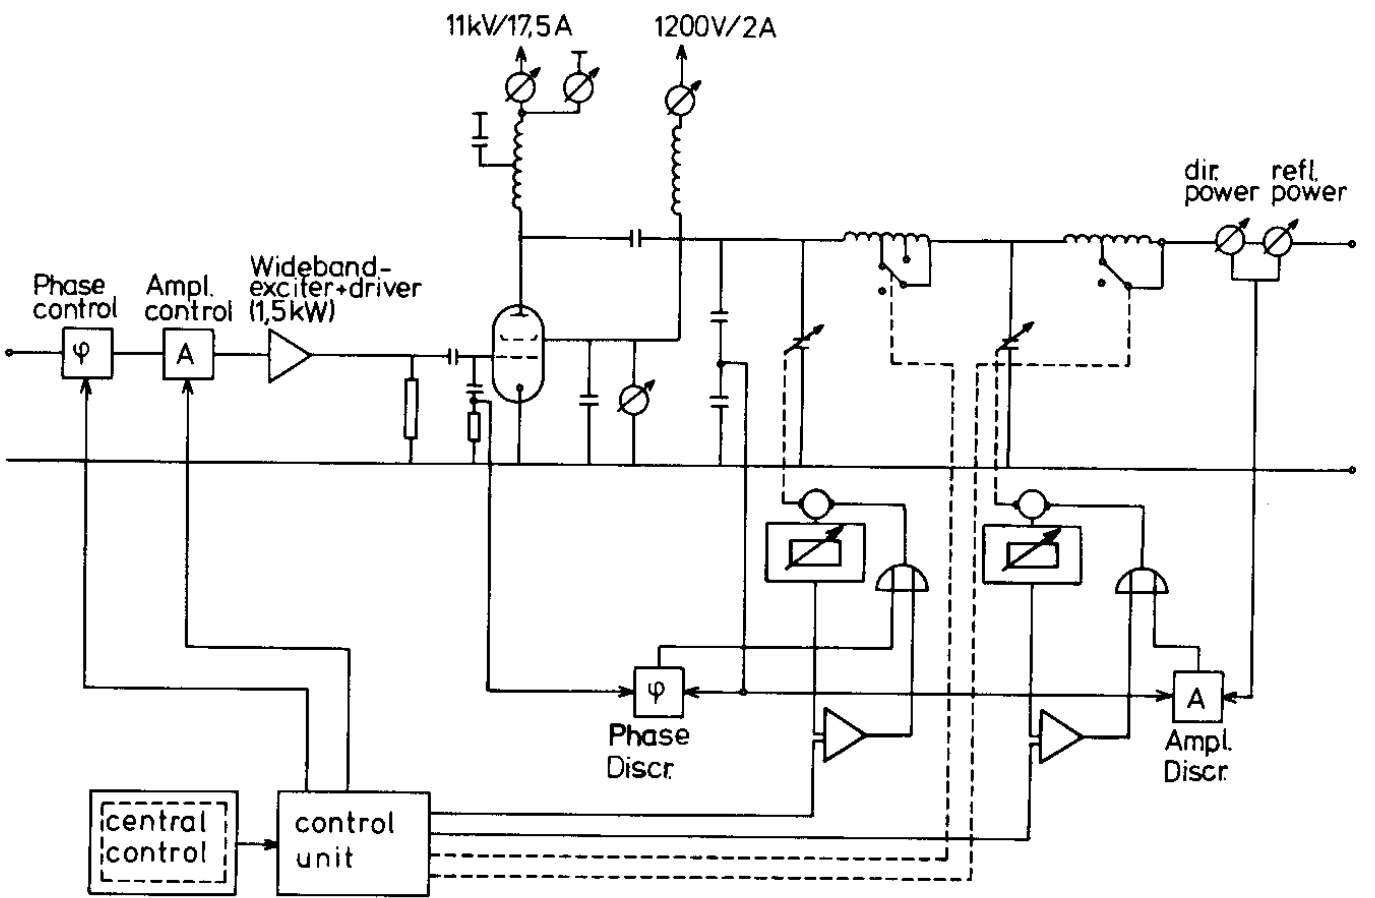 11kV/17,5A
1200V/2A
dir.
power
refl.
power
Phase
control
Ampl.
control
Wideband-
exciter+driver
(1,5kW)
φ
A
φ
Phase
Discr.
A
Ampl.
Discr.
central
control
control
unit